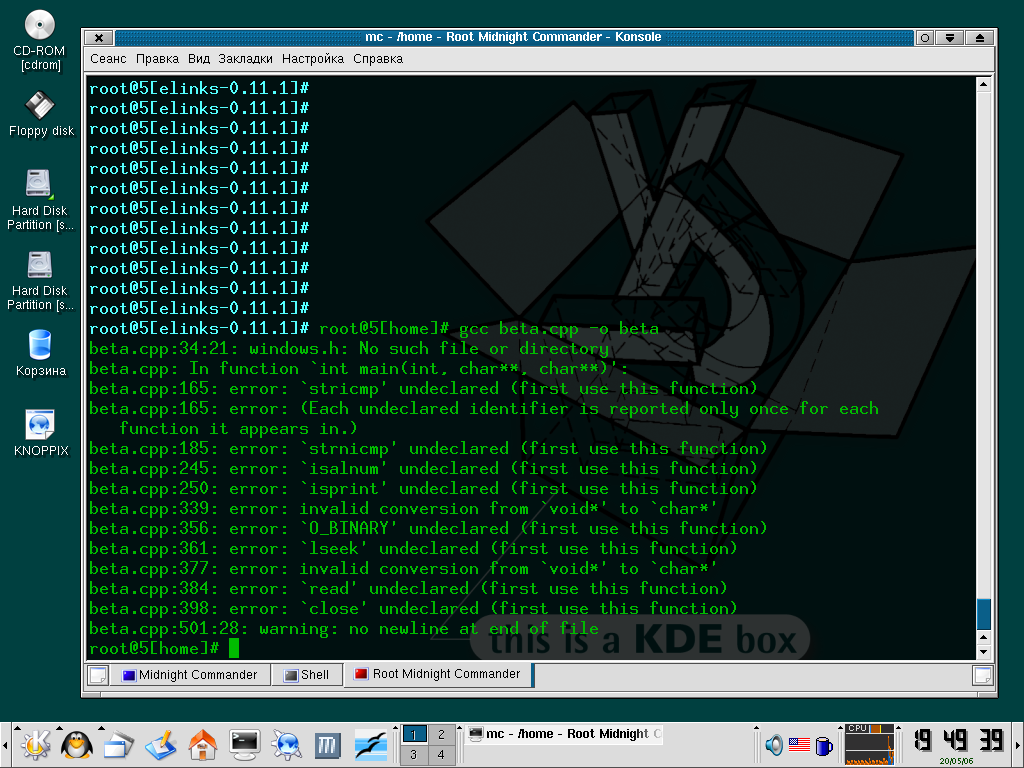 CD-ROM
[cdrom]
Floppy disk
Hard Disk
Partition [s...
Hard Disk
Partition [s...
Корзина
KNOPPIX
mc - /home - Root Midnight Commander - Konsole
Сеанс Правка Вид Закладки Настройка Справка
root@5[elinks-0.11.1]#
root@5[elinks-0.11.1]#
root@5[elinks-0.11.1]#
root@5[elinks-0.11.1]#
root@5[elinks-0.11.1]#
root@5[elinks-0.11.1]#
root@5[elinks-0.11.1]#
root@5[elinks-0.11.1]#
root@5[elinks-0.11.1]#
root@5[elinks-0.11.1]#
root@5[elinks-0.11.1]#
root@5[elinks-0.11.1]#
root@5[elinks-0.11.1]# root@5[home]# gcc beta.cpp -o beta
beta.cpp:34:21: windows.h: No such file or directory
beta.cpp: In function `int main(int, char**, char**)':
beta.cpp:165: error: `stricmp' undeclared (first use this function)
beta.cpp:165: error: (Each undeclared identifier is reported only once for each
function it appears in.)
beta.cpp:185: error: `strnicmp' undeclared (first use this function)
beta.cpp:245: error: `isalnum' undeclared (first use this function)
beta.cpp:250: error: `isprint' undeclared (first use this function)
beta.cpp:339: error: invalid conversion from `void*' to `char*'
beta.cpp:356: error: `O_BINARY' undeclared (first use this function)
beta.cpp:361: error: `lseek' undeclared (first use this function)
beta.cpp:377: error: invalid conversion from `void*' to `char*'
beta.cpp:384: error: `read' undeclared (first use this function)
beta.cpp:398: error: `close' undeclared (first use this function)
beta.cpp:501:28: warning: no newline at end of file
this is a KDE box
root@5[home]#
Midnight Commander Shell Root Midnight Commander
1 2
3 4
mc - /home - Root Midnight C
CPU
19 49 39
20/05/06